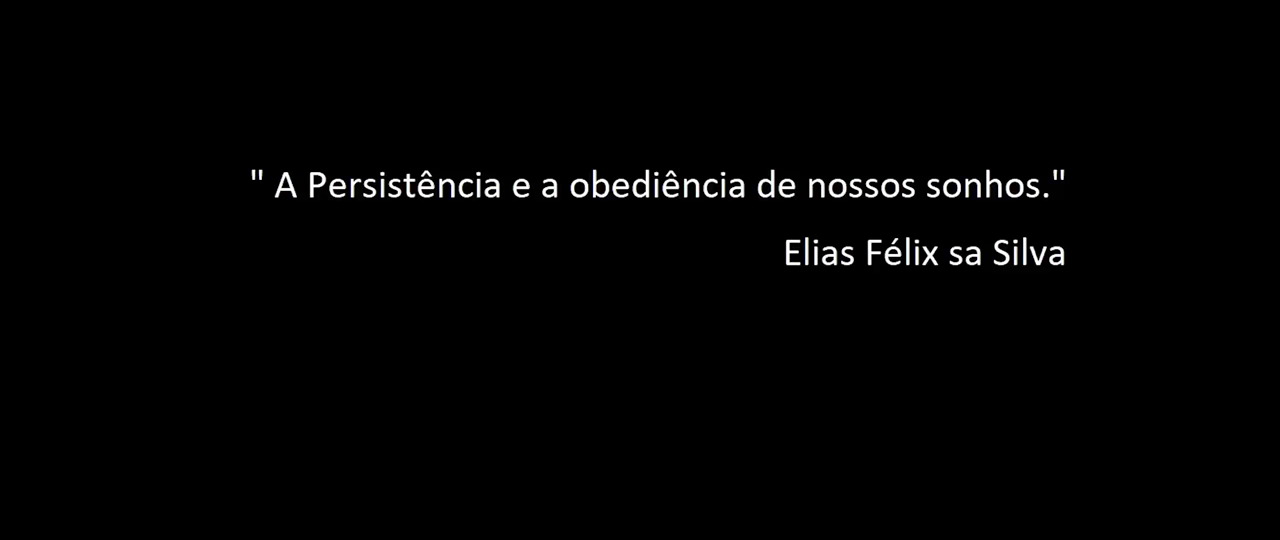 " A Persistência e a obediência de nossos sonhos."
Elias Félix sa Silva